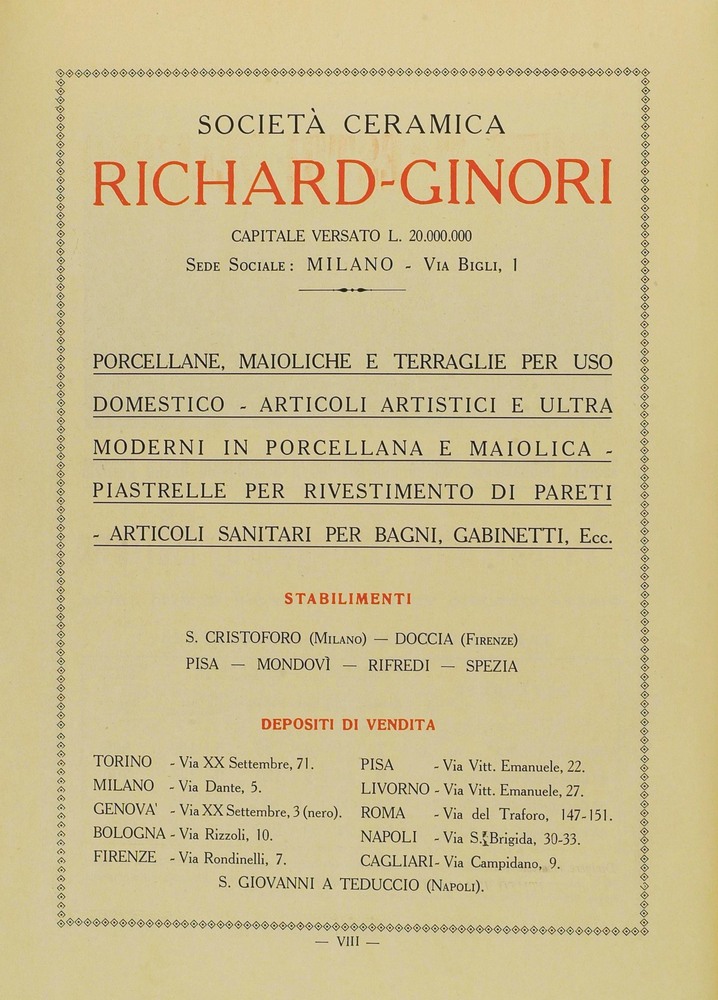 SOCIETÀ CERAMICA
RICHARD-GINORI
CAPITALE VERSATO L. 20.000.000
SEDE SOCIALE: MILANO - VIA BIGLI, 1
PORCELLANE, MAIOLICHE E TERRAGLIE PER USO
DOMESTICO - ARTICOLI ARTISTICI E ULTRA
MODERNI IN PORCELLANA E MAIOLICA -
PIASTRELLE PER RIVESTIMENTO DI PARETI
- ARTICOLI SANITARI PER BAGNI, GABINETTI, Ecc.
STABILIMENTI
S. CRISTOFORO (MILANO) — DOCCIA (FIRENZE)
PISA — MONDOVÌ — RIFREDI — SPEZIA
DEPOSITI DI VENDITA
TORINO - Via XX Settembre, 71.
MILANO - Via Dante, 5.
GENOVA' - Via XX Settembre, 3 (nero).
BOLOGNA - Via Rizzoli, 10.
FIRENZE - Via Rondinelli, 7.
PISA - Via Vitt. Emanuele, 22.
LIVORNO - Via Vitt. Emanuele, 27.
ROMA - Via del Traforo, 147-151.
NAPOLI - Via S. Brigida, 30-33.
CAGLIARI - Via Campidano, 9.
S. GIOVANNI A TEDUCCIO (NAPOLI).
— VIII —